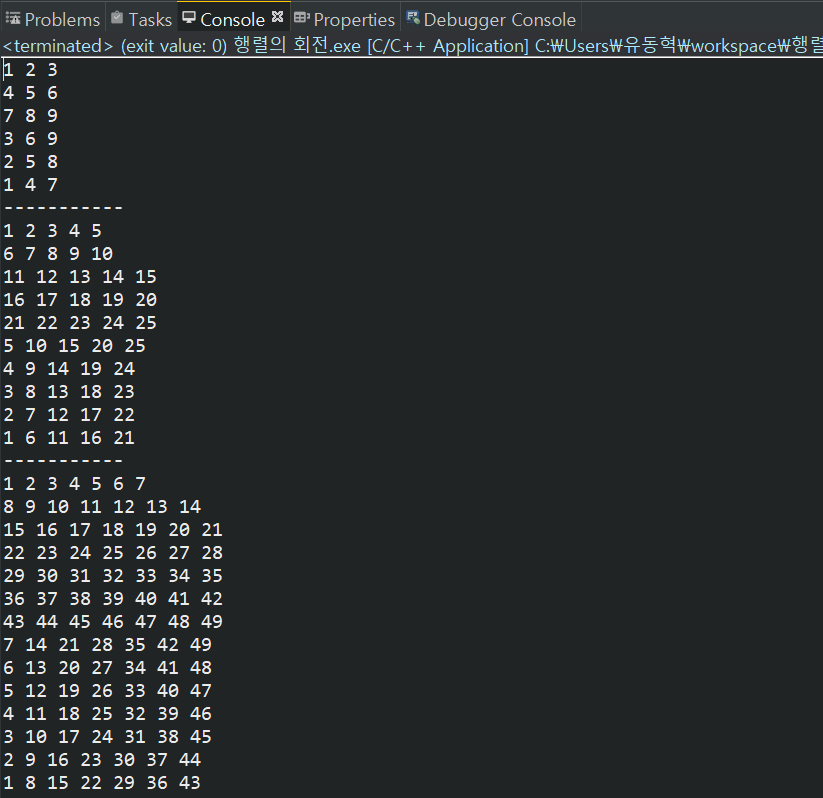 Problems Tasks Console Properties Debugger Console
<terminated> (exit value: 0) 행렬의 회전.exe [C/C++ Application] C:₩Users₩유동혁₩workspace₩행렬
1 2 3
4 5 6
7 8 9
3 6 9
2 5 8
1 4 7
-----------
1 2 3 4 5
6 7 8 9 10
11 12 13 14 15
16 17 18 19 20
21 22 23 24 25
5 10 15 20 25
4 9 14 19 24
3 8 13 18 23
2 7 12 17 22
1 6 11 16 21
-----------
1 2 3 4 5 6 7
8 9 10 11 12 13 14
15 16 17 18 19 20 21
22 23 24 25 26 27 28
29 30 31 32 33 34 35
36 37 38 39 40 41 42
43 44 45 46 47 48 49
7 14 21 28 35 42 49
6 13 20 27 34 41 48
5 12 19 26 33 40 47
4 11 18 25 32 39 46
3 10 17 24 31 38 45
2 9 16 23 30 37 44
1 8 15 22 29 36 43